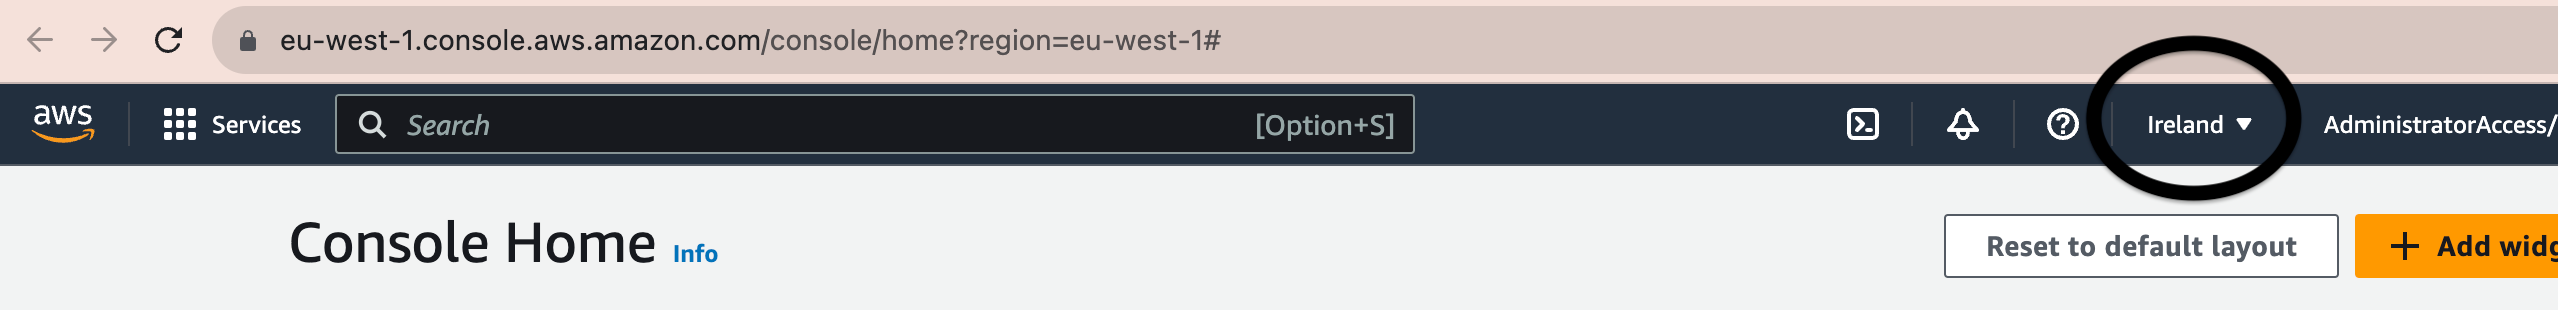 eu-west-1.console.aws.amazon.com/console/home?region=eu-west-1#
aws Services Search [Option+S] Ireland AdministratorAccess/
Console Home Info Reset to default layout + Add widg